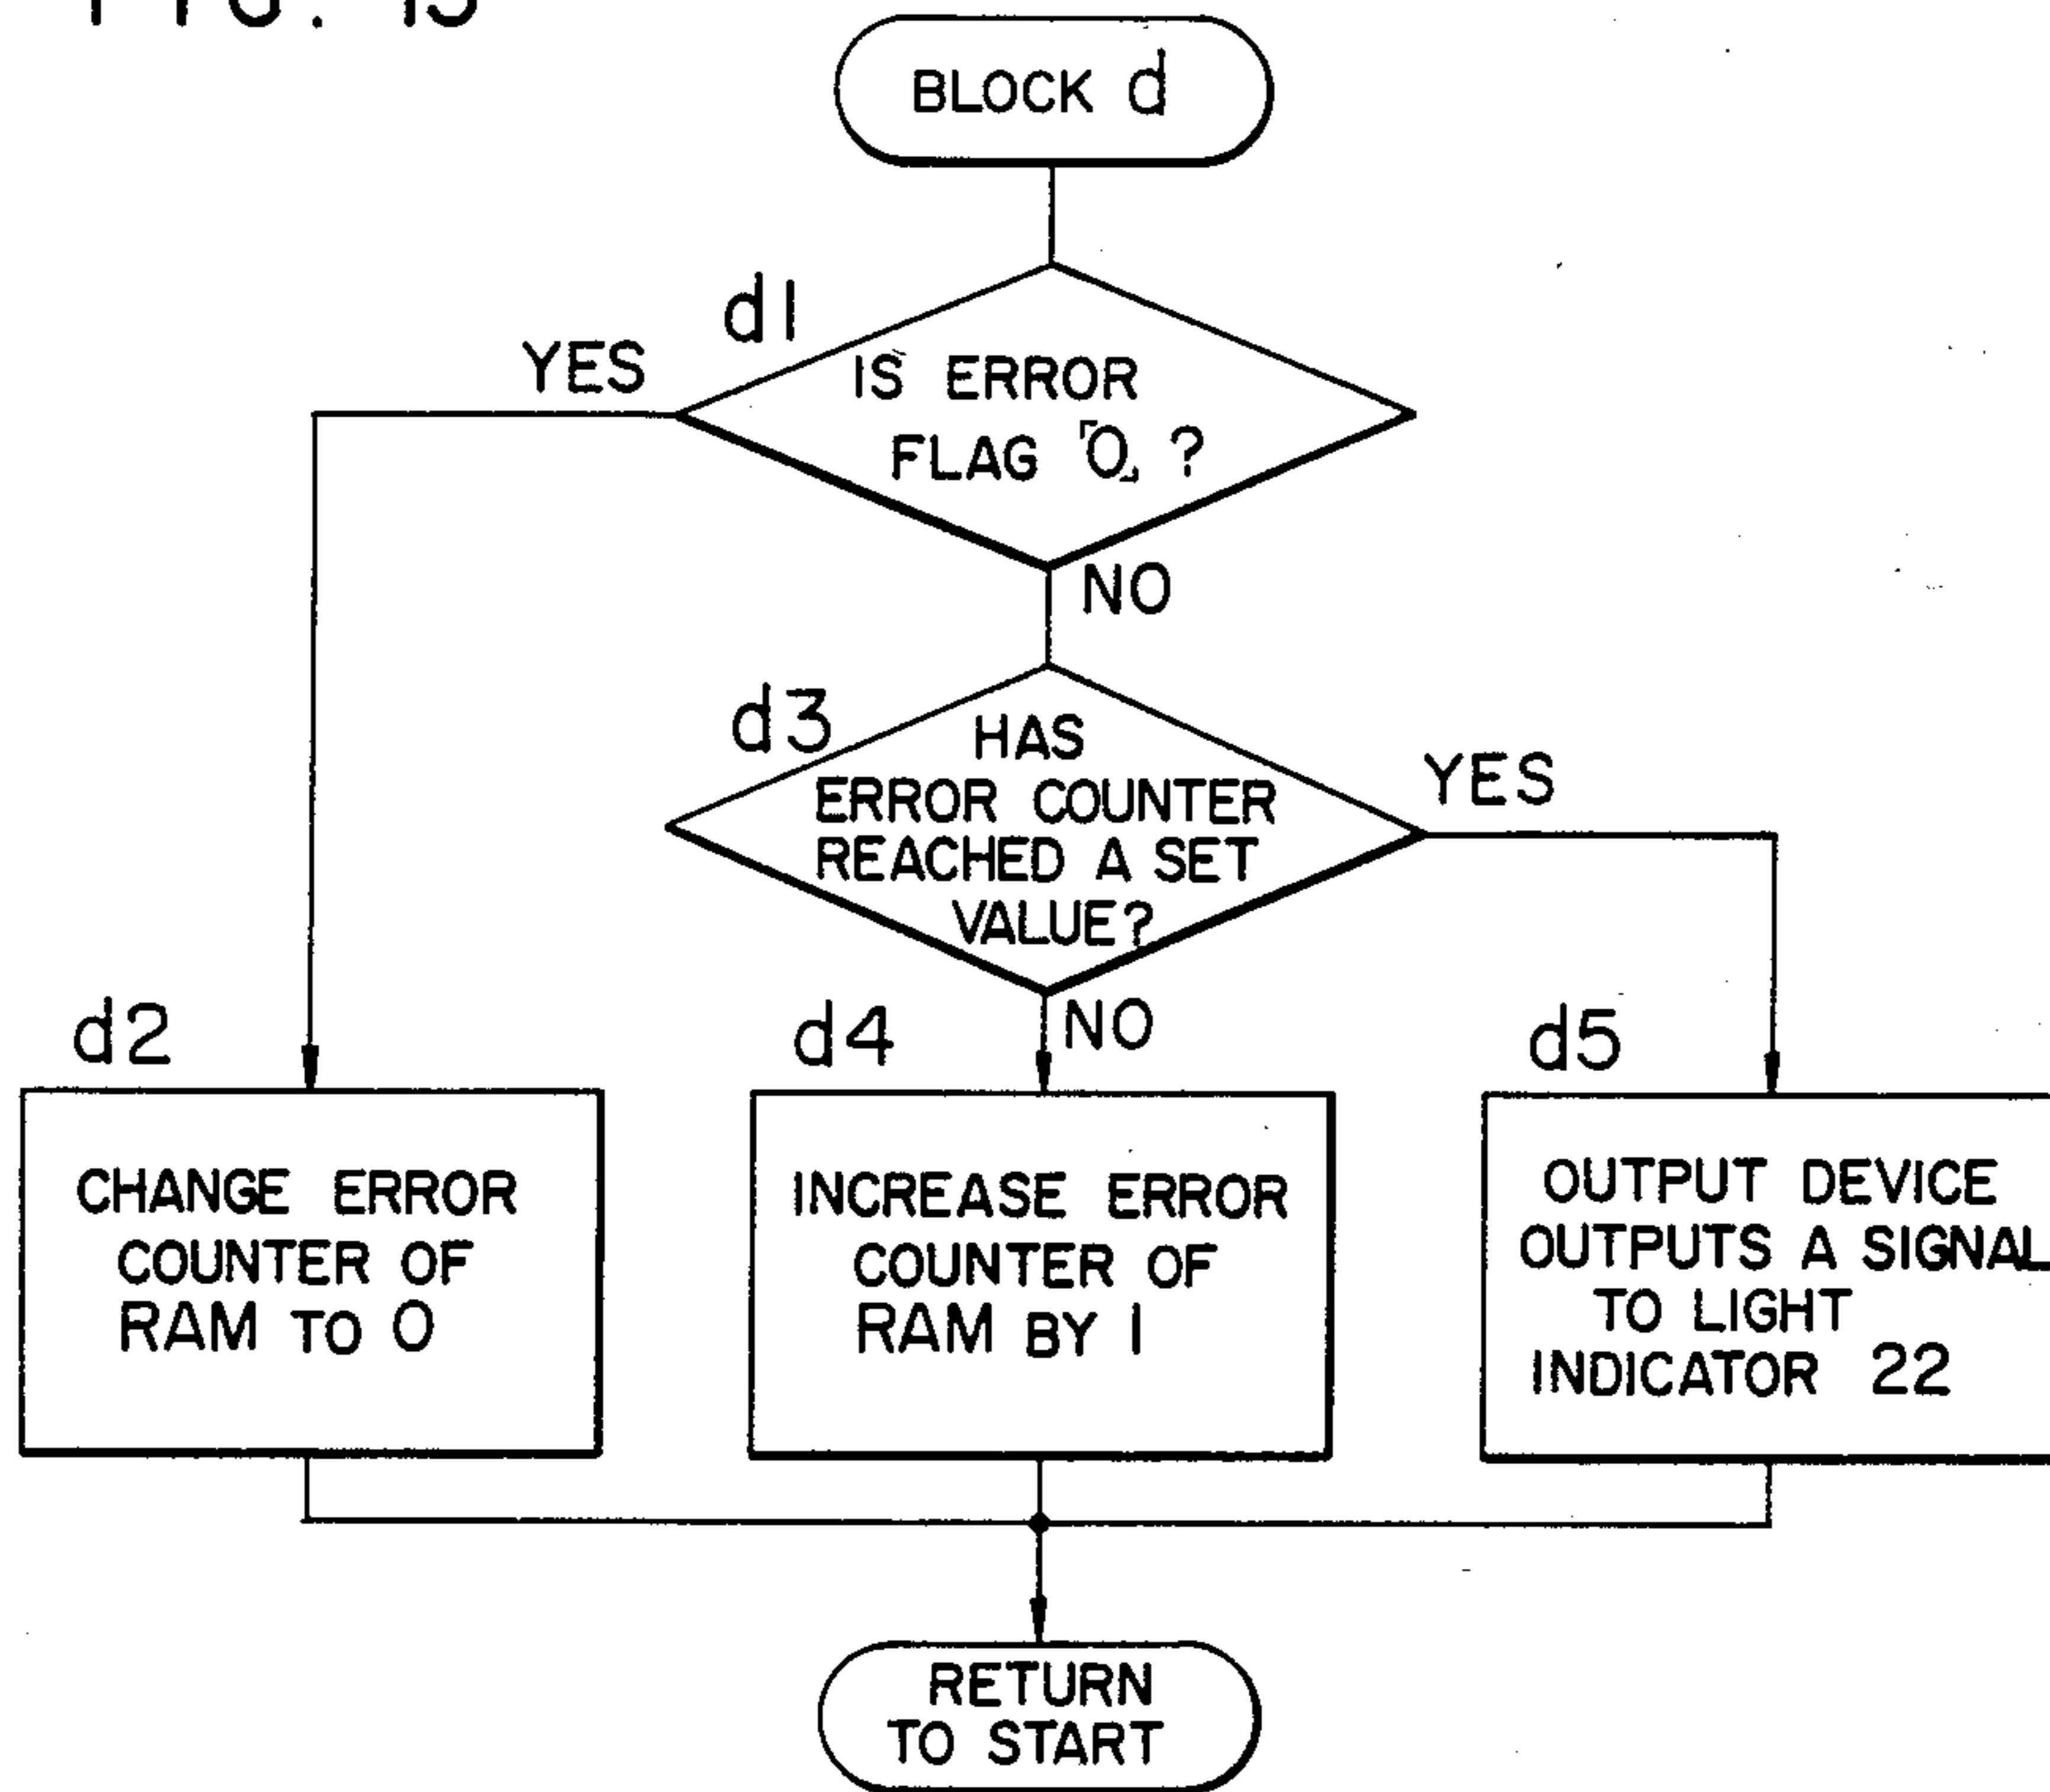 FIG. 15
BLOCK d
d1
YES
IS ERROR
FLAG 「0」 ?
NO
d3
HAS
ERROR COUNTER
REACHED A SET
VALUE?
YES
NO
d2
CHANGE ERROR
COUNTER OF
RAM TO 0
d4
INCREASE ERROR
COUNTER OF
RAM BY 1
d5
OUTPUT DEVICE
OUTPUTS A SIGNAL
TO LIGHT
INDICATOR 22
RETURN
TO START